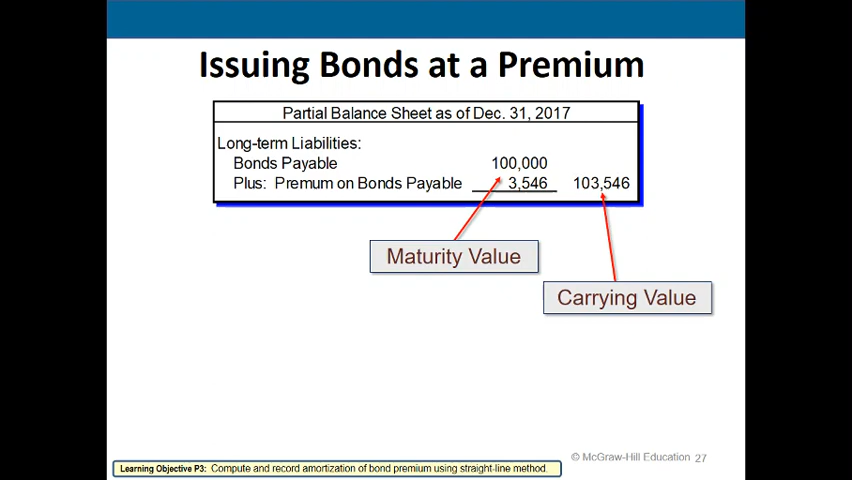 Issuing Bonds at a Premium
Partial Balance Sheet as of Dec. 31, 2017
Long-term Liabilities:
Bonds Payable 100,000
Plus: Premum on Bonds Payable 3,546 103,546
Maturity Value
Carrying Value
© McGraw-Hill Education 27
Learning Objective P3: Compute and record amortization of bond premium using straight-line method.